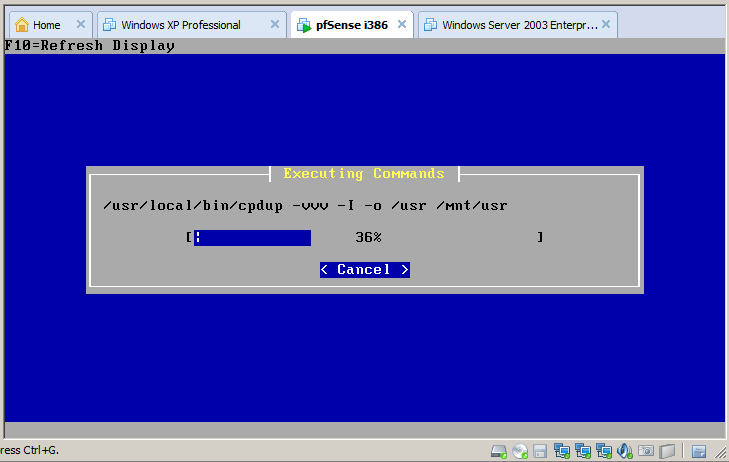 Home
Windows XP Professional
pfSense i386
Windows Server 2003 Enterpr...
F10=Refresh Display
Executing Commands
/usr/local/bin/cpdup -vvv -I -o /usr /mnt/usr
[ 36% ]
< Cancel >
ress Ctrl+G.